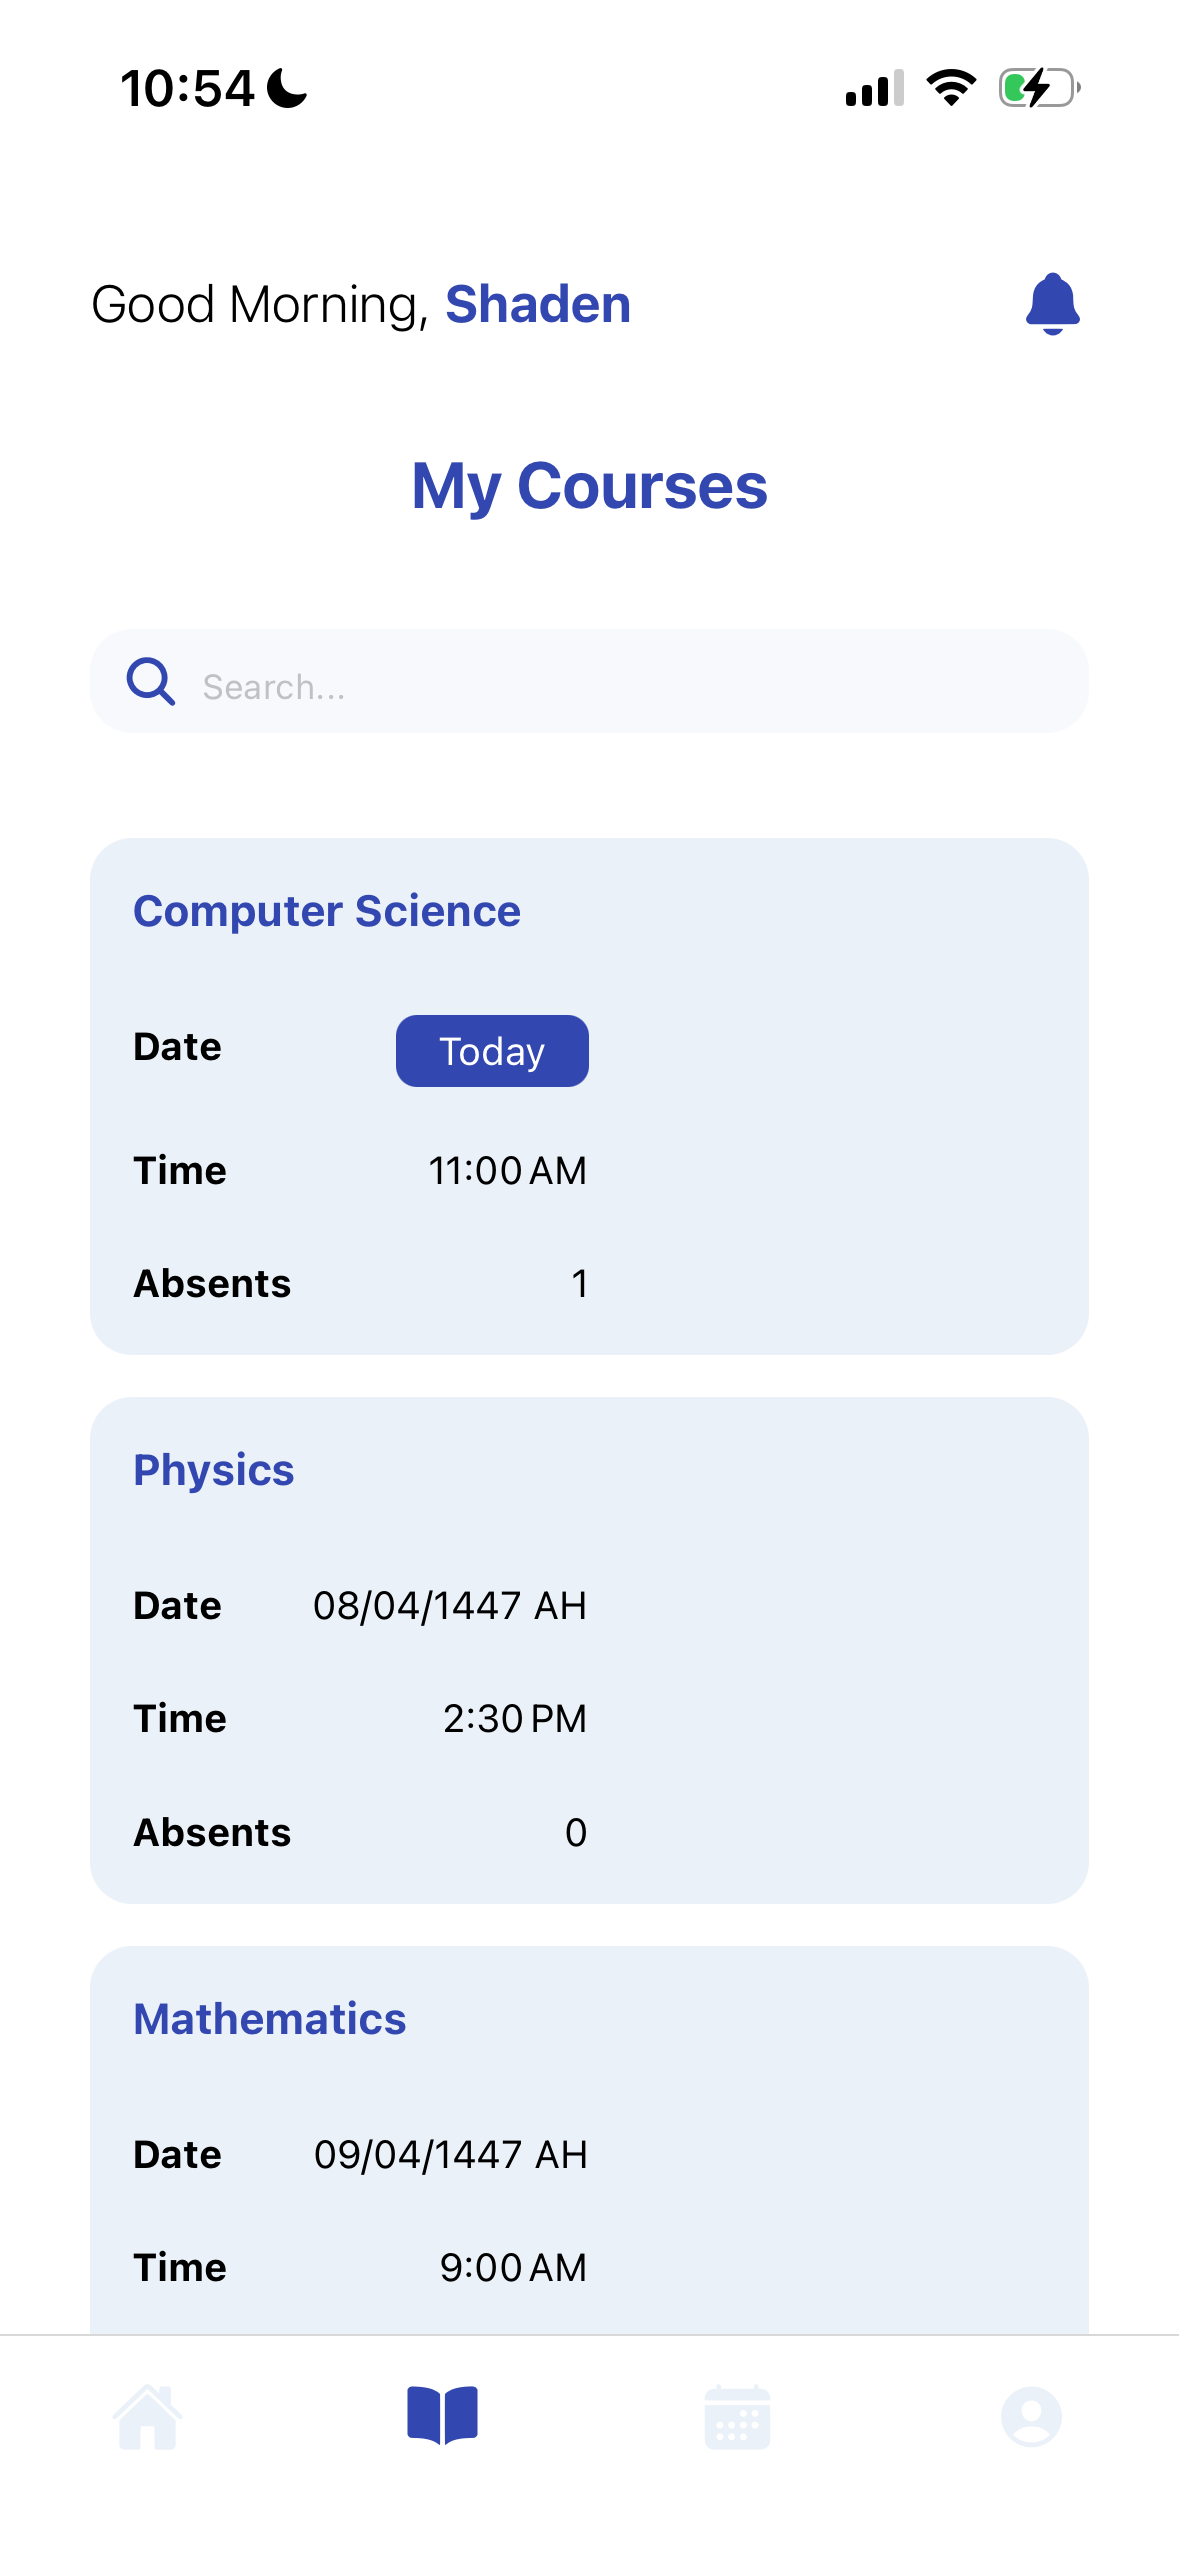 10:54
Good Morning, Shaden
My Courses
Search...
Computer Science
Date Today
Time 11:00 AM
Absents 1
Physics
Date 08/04/1447 AH
Time 2:30 PM
Absents 0
Mathematics
Date 09/04/1447 AH
Time 9:00 AM